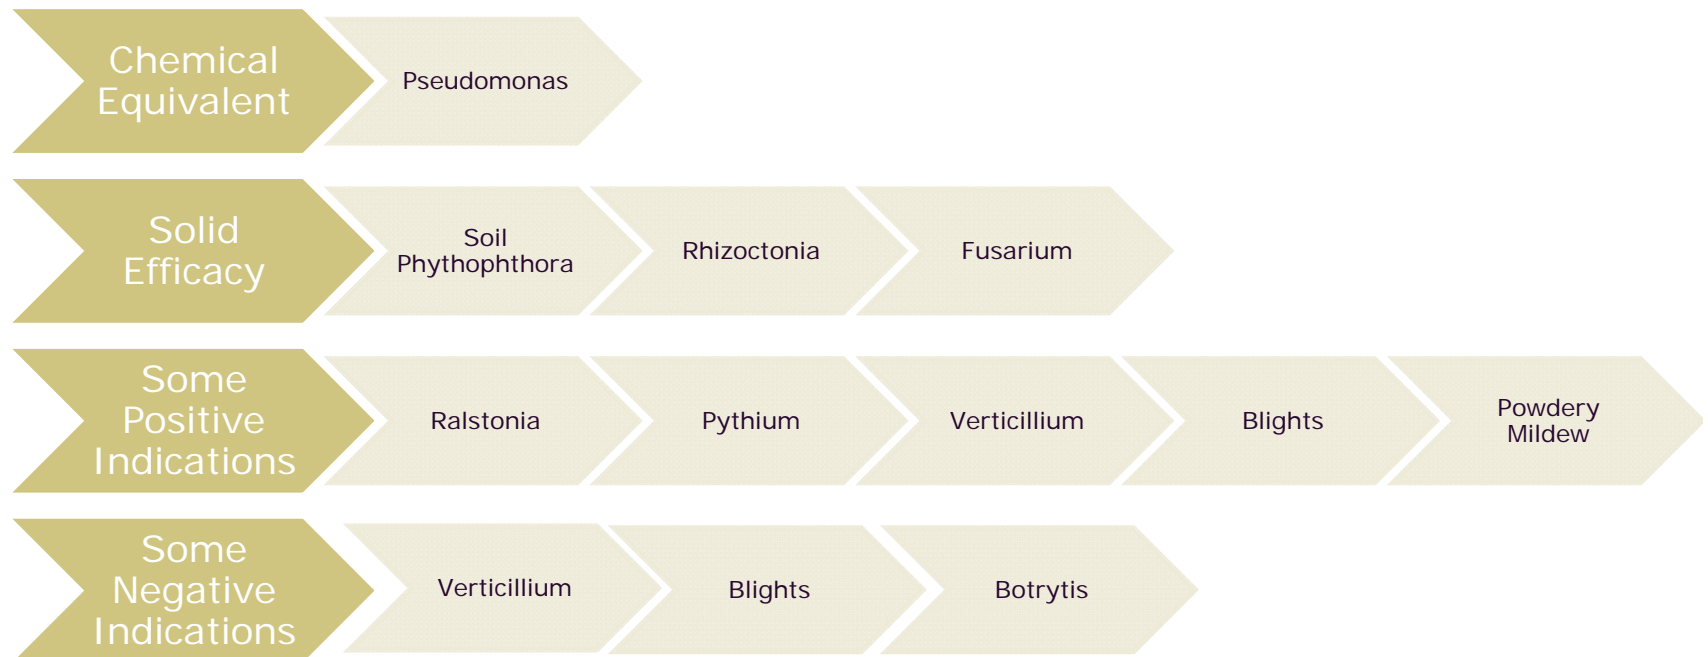 Chemical
Equivalent
Pseudomonas
Solid
Efficacy
Soil
Phythophthora
Rhizoctonia
Fusarium
Some
Positive
Indications
Ralstonia
Pythium
Verticillium
Blights
Powdery
Mildew
Some
Negative
Indications
Verticillium
Blights
Botrytis